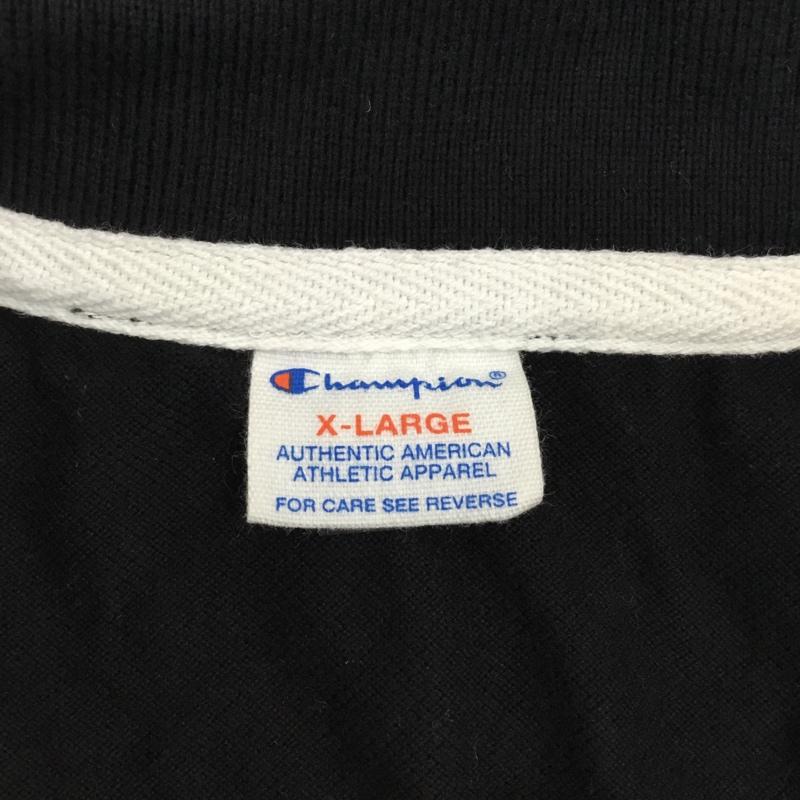 Champion®
X-LARGE
AUTHENTIC AMERICAN
ATHLETIC APPAREL
FOR CARE SEE REVERSE